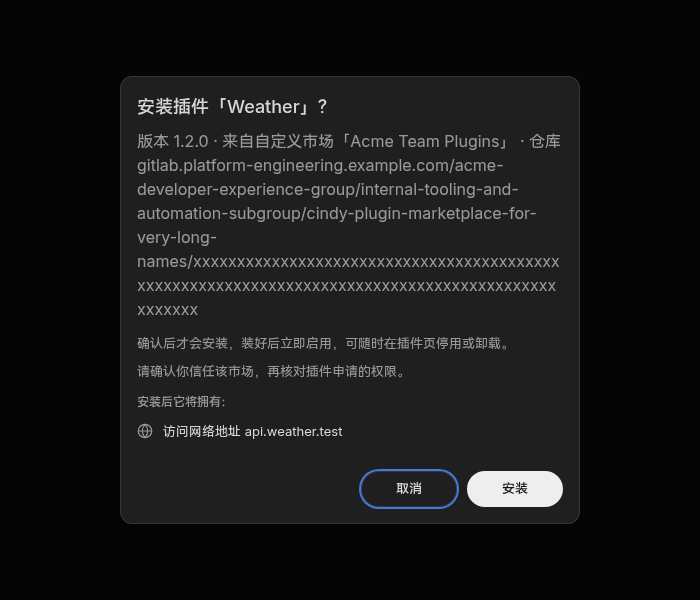 安装插件「Weather」?
版本 1.2.0 · 来自自定义市场「Acme Team Plugins」 · 仓库
gitlab.platform-engineering.example.com/acme-
developer-experience-group/internal-tooling-and-
automation-subgroup/cindy-plugin-marketplace-for-
very-long-
names/xxxxxxxxxxxxxxxxxxxxxxxxxxxxxxxxxxxxxxxxxx
xxxxxxxxxxxxxxxxxxxxxxxxxxxxxxxxxxxxxxxxxxxxxxxx
xxxxxxx
确认后才会安装，装好后立即启用，可随时在插件页停用或卸载。
请确认你信任该市场，再核对插件申请的权限。
安装后它将拥有:
访问网络地址 api.weather.test
取消
安装